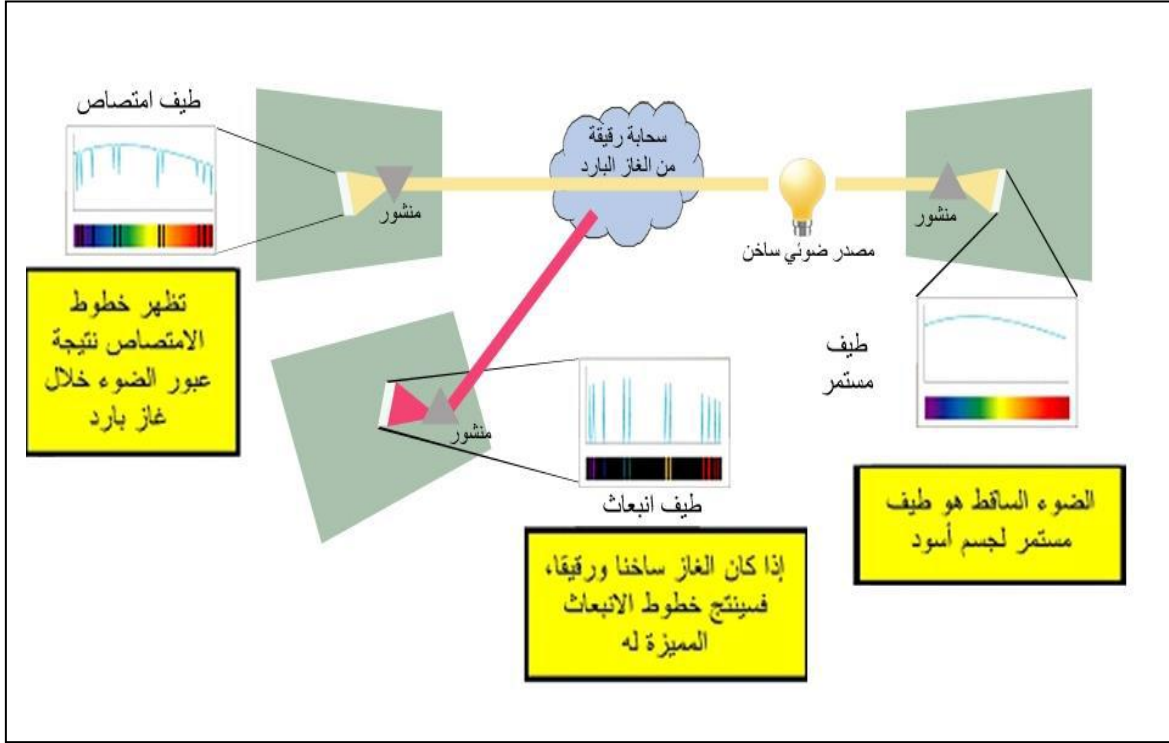 طيف امتصاص
سحابة رقيقة
من الغاز البارد
منشور
منشور
مصدر ضوئي ساخن
تظهر خطوط
الامتصاص نتيجة
عبور الضوء خلال
غاز بارد
طيف
مستمر
منشور
الضوء الساقط هو طيف
مستمر لجسم أسود
طيف انبعاث
إذا كان الغاز ساخنا ورقيقا،
فسينتج خطوط الانبعاث
المميزة له